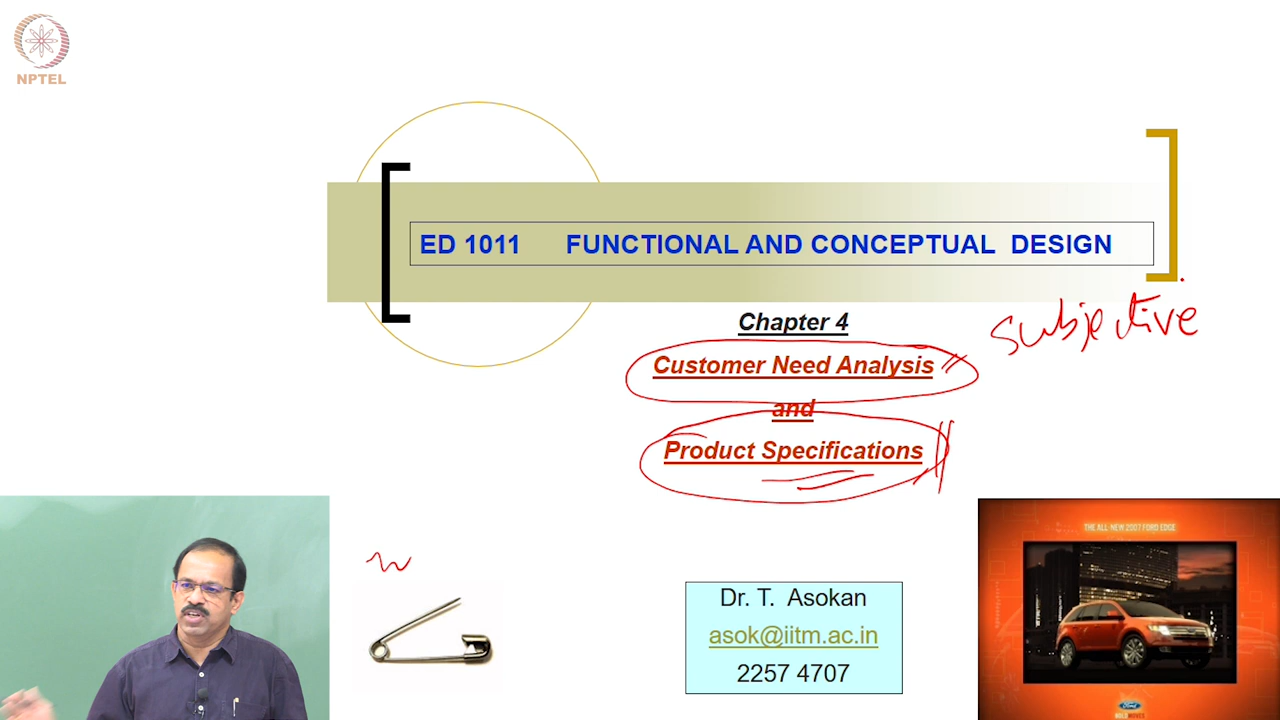 NPTEL
ED 1011 FUNCTIONAL AND CONCEPTUAL DESIGN
Chapter 4
Customer Need Analysis
subjective
and
Product Specifications
THE ALL-NEW 2007 FORD EDGE
Dr. T. Asokan
asok@iitm.ac.in
2257 4707
Ford